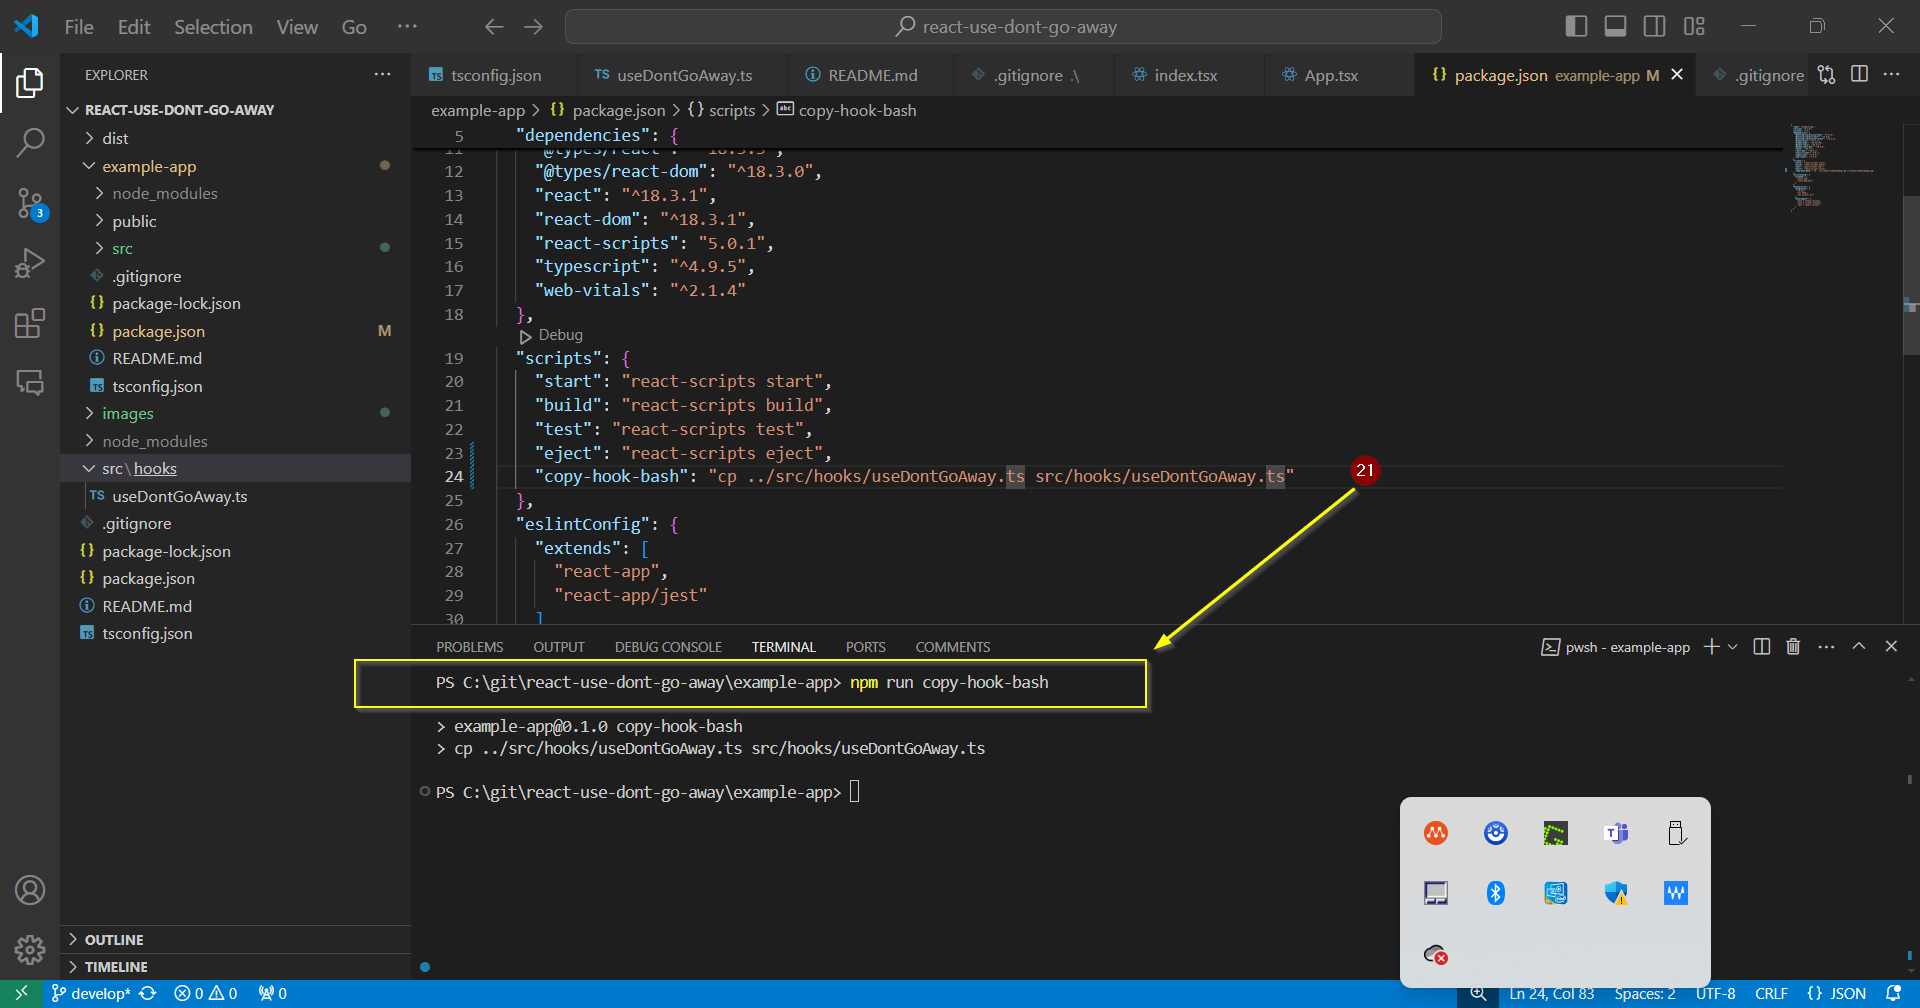 File Edit Selection View Go ···
react-use-dont-go-away
EXPLORER
REACT-USE-DONT-GO-AWAY
dist
example-app
node_modules
public
src
.gitignore
package-lock.json
package.json M
README.md
tsconfig.json
images
node_modules
src\hooks
useDontGoAway.ts
.gitignore
package-lock.json
package.json
README.md
tsconfig.json
OUTLINE
TIMELINE
3
tsconfig.json useDontGoAway.ts README.md .gitignore .\ index.tsx App.tsx package.json example-app M .gitignore
example-app > {} package.json > {} scripts > copy-hook-bash
5 "dependencies": {
12 "@types/react-dom": "^18.3.0",
13 "react": "^18.3.1",
14 "react-dom": "^18.3.1",
15 "react-scripts": "5.0.1",
16 "typescript": "^4.9.5",
17 "web-vitals": "^2.1.4"
18 },
Debug
19 "scripts": {
20 "start": "react-scripts start",
21 "build": "react-scripts build",
22 "test": "react-scripts test",
23 "eject": "react-scripts eject",
24 "copy-hook-bash": "cp ../src/hooks/useDontGoAway.ts src/hooks/useDontGoAway.ts"
21
25 },
26 "eslintConfig": {
27 "extends": [
28 "react-app",
29 "react-app/jest"
30 ]
PROBLEMS OUTPUT DEBUG CONSOLE TERMINAL PORTS COMMENTS
pwsh - example-app
PS C:\git\react-use-dont-go-away\example-app> npm run copy-hook-bash
> example-app@0.1.0 copy-hook-bash
> cp ../src/hooks/useDontGoAway.ts src/hooks/useDontGoAway.ts
PS C:\git\react-use-dont-go-away\example-app>
develop* 0 0 0
Ln 24, Col 83 Spaces: 2 UTF-8 CRLF {} JSON